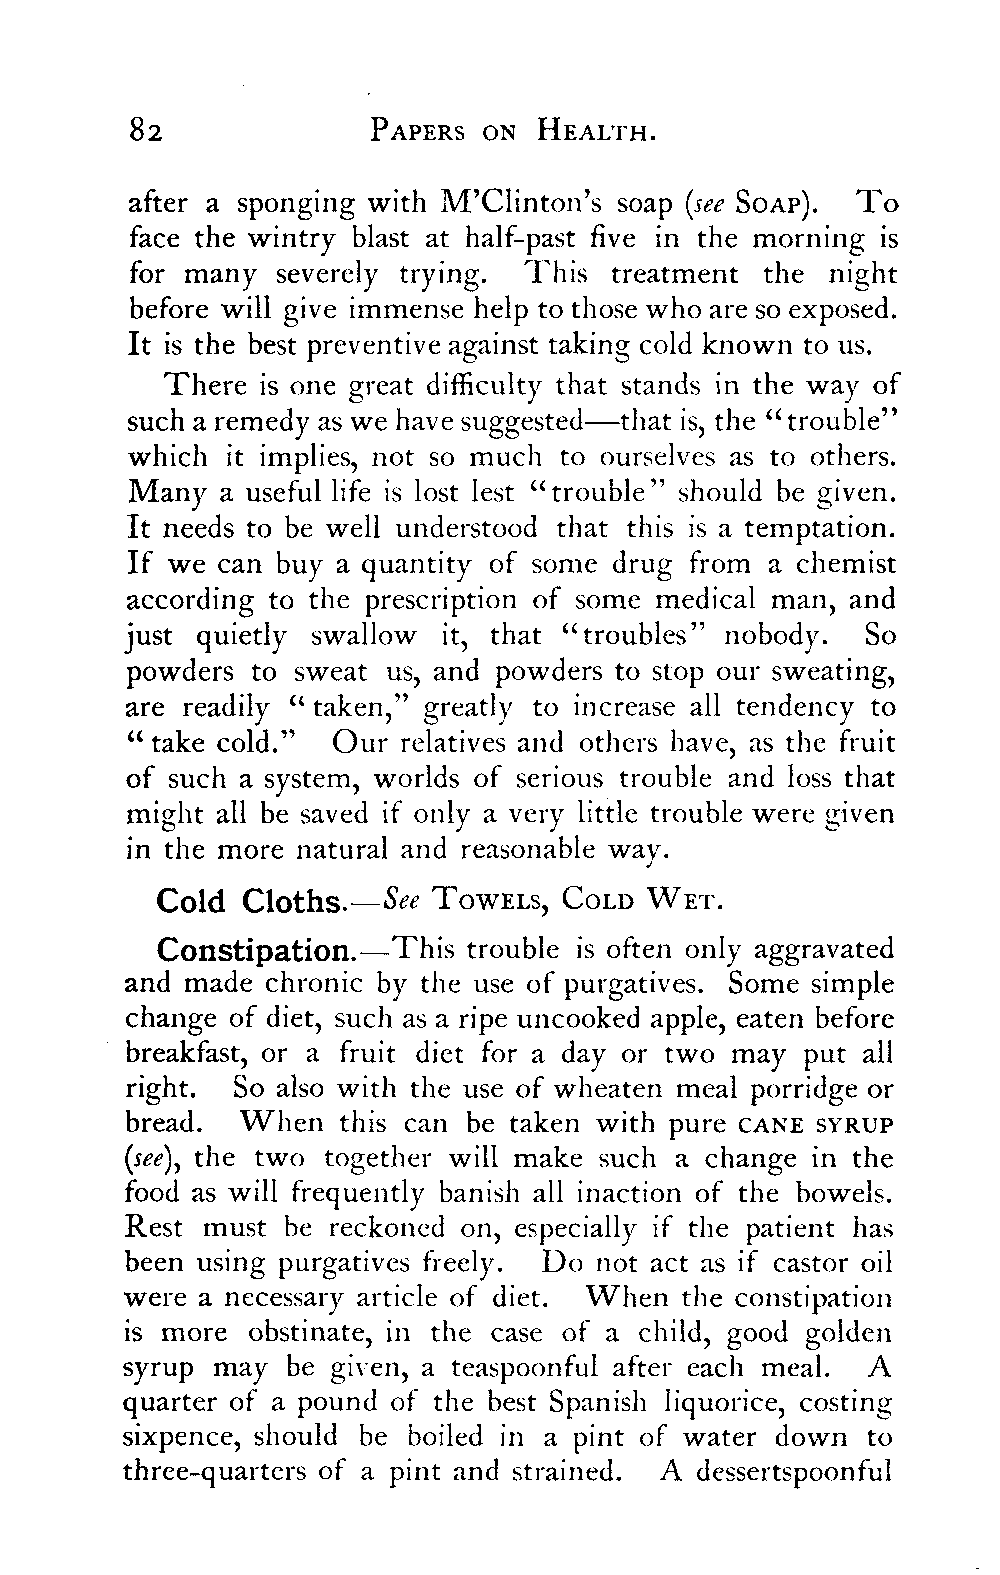 82 PAPERS ON HEALTH.
after a sponging with M'Clinton's soap (see SOAP). To
face the wintry blast at half-past five in the morning is
for many severely trying. This treatment the night
before will give immense help to those who are so exposed.
It is the best preventive against taking cold known to us.
There is one great difficulty that stands in the way of
such a remedy as we have suggested—that is, the "trouble"
which it implies, not so much to ourselves as to others.
Many a useful life is lost lest "trouble" should be given.
It needs to be well understood that this is a temptation.
If we can buy a quantity of some drug from a chemist
according to the prescription of some medical man, and
just quietly swallow it, that "troubles" nobody. So
powders to sweat us, and powders to stop our sweating,
are readily "taken," greatly to increase all tendency to
"take cold." Our relatives and others have, as the fruit
of such a system, worlds of serious trouble and loss that
might all be saved if only a very little trouble were given
in the more natural and reasonable way.
Cold Cloths.—See TOWELS, COLD WET.
Constipation.—This trouble is often only aggravated
and made chronic by the use of purgatives. Some simple
change of diet, such as a ripe uncooked apple, eaten before
breakfast, or a fruit diet for a day or two may put all
right. So also with the use of wheaten meal porridge or
bread. When this can be taken with pure CANE SYRUP
(see), the two together will make such a change in the
food as will frequently banish all inaction of the bowels.
Rest must be reckoned on, especially if the patient has
been using purgatives freely. Do not act as if castor oil
were a necessary article of diet. When the constipation
is more obstinate, in the case of a child, good golden
syrup may be given, a teaspoonful after each meal. A
quarter of a pound of the best Spanish liquorice, costing
sixpence, should be boiled in a pint of water down to
three-quarters of a pint and strained. A dessertspoonful